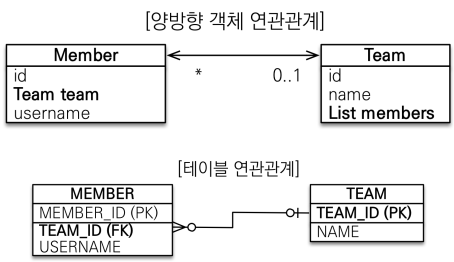 [양방향 객체 연관관계]
Member
id
Team team
username
*
0..1
Team
id
name
List members
[테이블 연관관계]
MEMBER
MEMBER_ID (PK)
TEAM_ID (FK)
USERNAME
TEAM
TEAM_ID (PK)
NAME